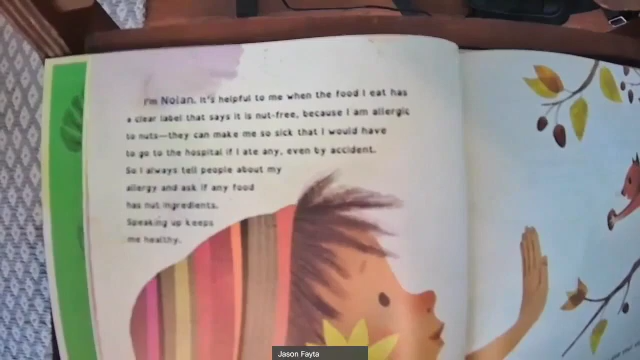 I'm Nolan. It's helpful to me when the food I eat has
a clear label that says it is nut-free, because I am allergic
to nuts—they can make me so sick that I would have
to go to the hospital if I ate any, even by accident.
So I always tell people about my
allergy and ask if any food
has nut ingredients.
Speaking up keeps
me healthy.
Jason Fayta